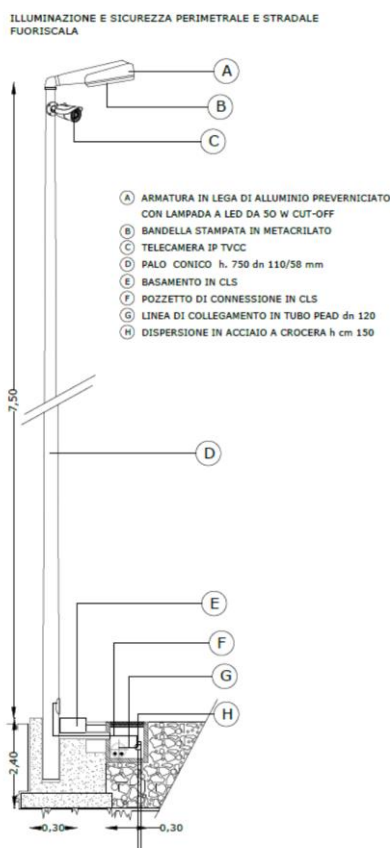 ILLUMINAZIONE E SICUREZZA PERIMETRALE E STRADALE
FUORISCALA
A
B
C
A ARMATURA IN LEGA DI ALLUMINIO PREVERNICIATO
CON LAMPADA A LED DA 50 W CUT-OFF
B BANDELLA STAMPATA IN METACRILATO
C TELECAMERA IP TVCC
D PALO CONICO h. 750 dn 110/58 mm
E BASAMENTO IN CLS
F POZZETTO DI CONNESSIONE IN CLS
G LINEA DI COLLEGAMENTO IN TUBO PEAD dn 120
H DISPERSIONE IN ACCIAIO A CROCERA h cm 150
7,50
D
E
F
G
H
2,40
0,30
0,30